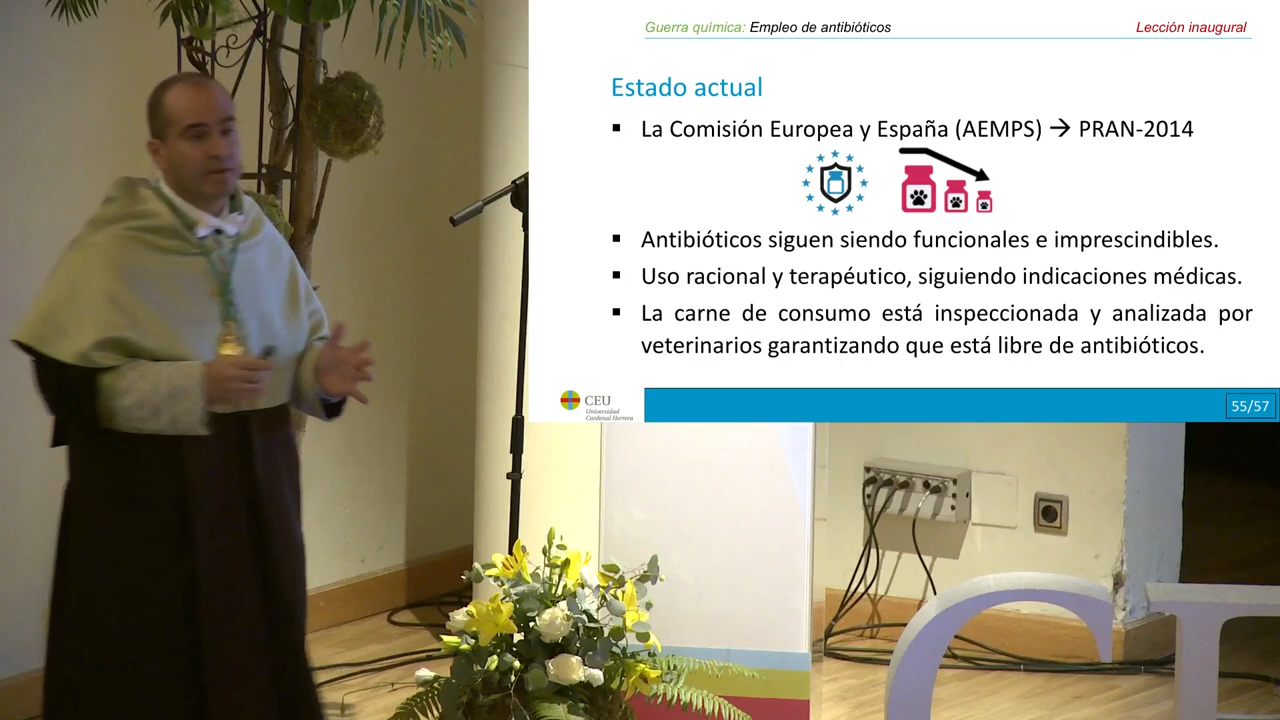 Guerra química: Empleo de antibióticos
Lección inaugural
Estado actual
▪ La Comisión Europea y España (AEMPS) → PRAN-2014
▪ Antibióticos siguen siendo funcionales e imprescindibles.
▪ Uso racional y terapéutico, siguiendo indicaciones médicas.
▪ La carne de consumo está inspeccionada y analizada por
veterinarios garantizando que está libre de antibióticos.
CEU
Universidad
Cardenal Herrera
55/57